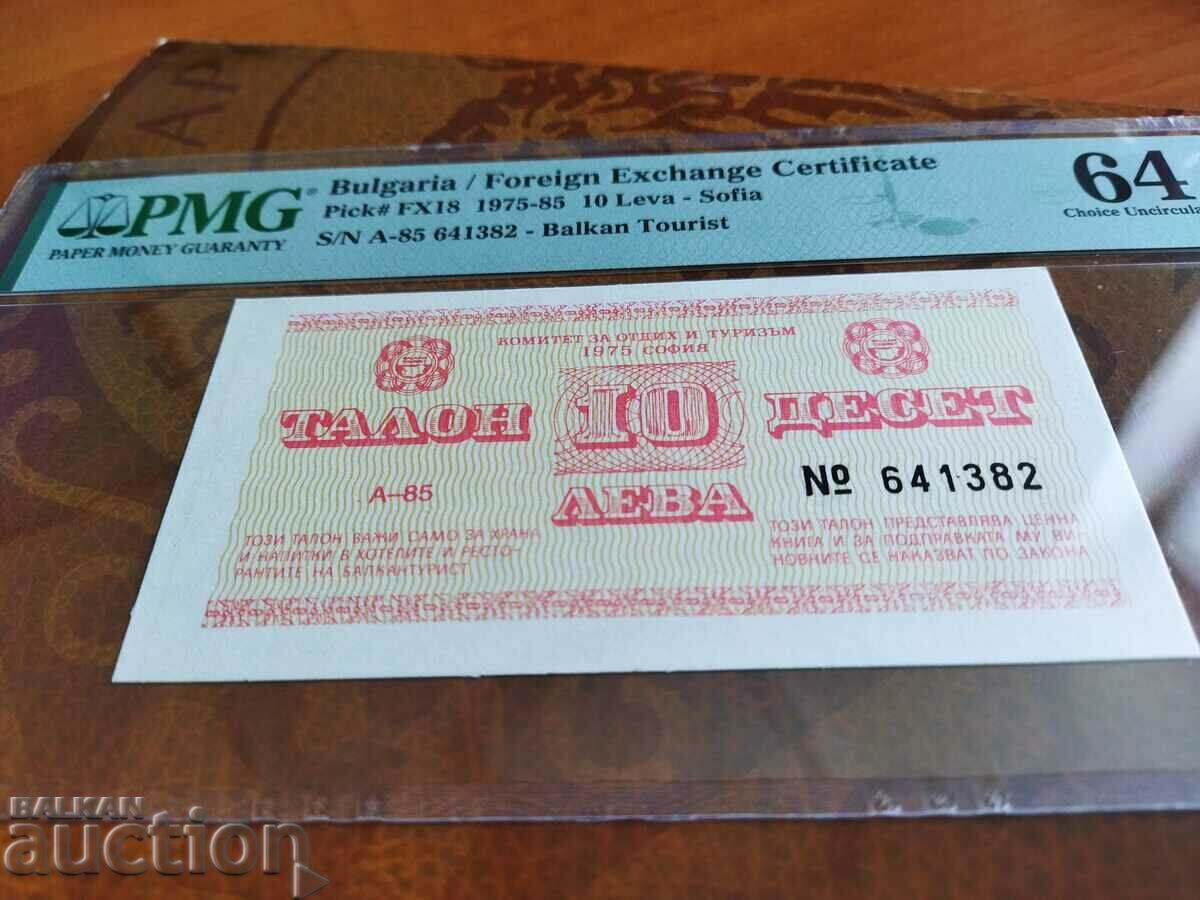 АР
PMG®
PAPER MONEY GUARANTY
Bulgaria / Foreign Exchange Certificate
Pick# FX18 1975-85 10 Leva - Sofia
S/N A-85 641382 - Balkan Tourist
64
Choice Uncircula
КОМИТЕТ ЗА ОТДИХ И ТУРИЗЪМ
1975 СОФИЯ
ТАЛОН 10 ДЕСЕТ
А–85
ЛЕВА
№ 641382
ТОЗИ ТАЛОН ВАЖИ САМО ЗА ХРАНА
И НАПИТКИ В ХОТЕЛИТЕ И РЕСТО-
РАНТИТЕ НА БАЛКАНТУРИСТ
ТОЗИ ТАЛОН ПРЕДСТАВЛЯВА ЦЕННА
КНИГА И ЗА ПОДПРАВКАТА МУ ВИ-
НОВНИТЕ СЕ НАКАЗВАТ ПО ЗАКОНА
BALKAN
auction